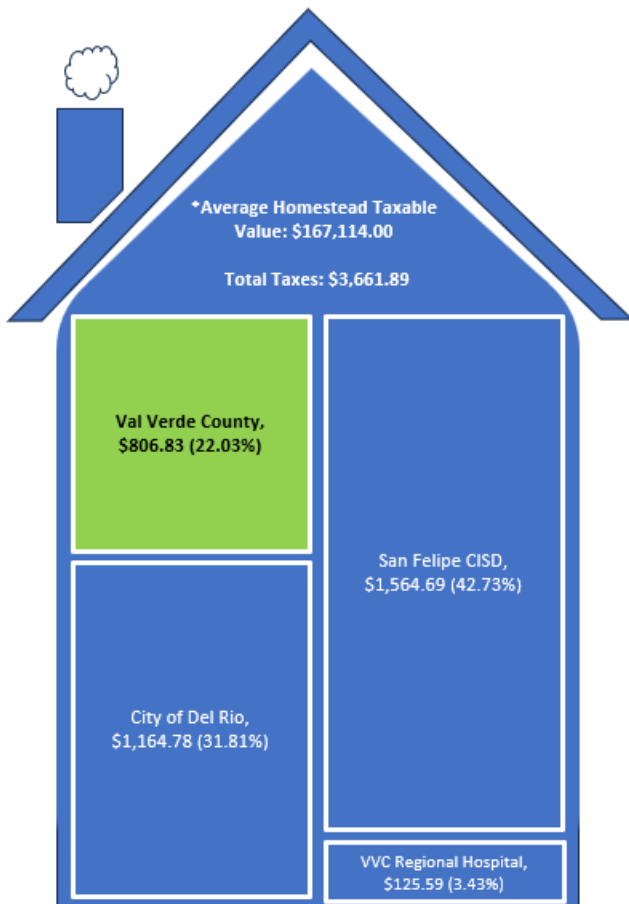 *Average Homestead Taxable
Value: $167,114.00
Total Taxes: $3,661.89
Val Verde County,
$806.83 (22.03%)
San Felipe CISD,
$1,564.69 (42.73%)
City of Del Rio,
$1,164.78 (31.81%)
VVC Regional Hospital,
$125.59 (3.43%)